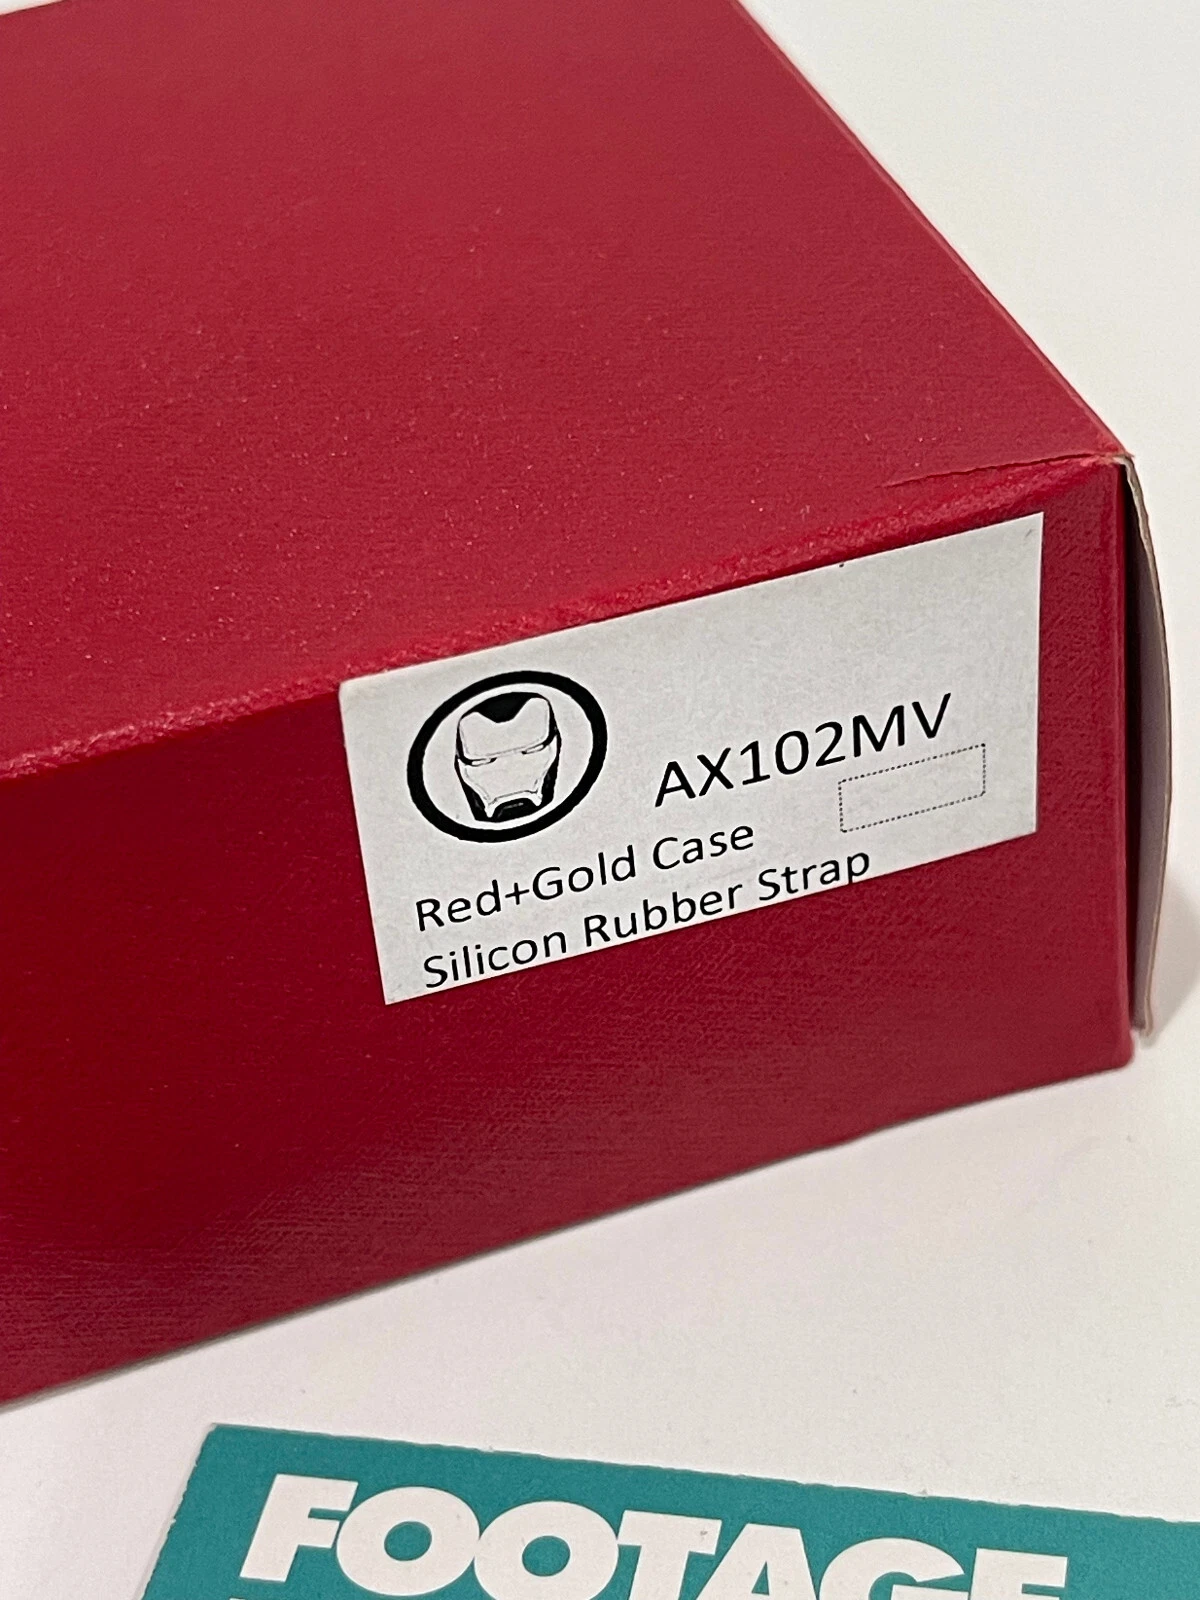 AX102MV
Red+Gold Case
Silicon Rubber Strap
FOOTAGE